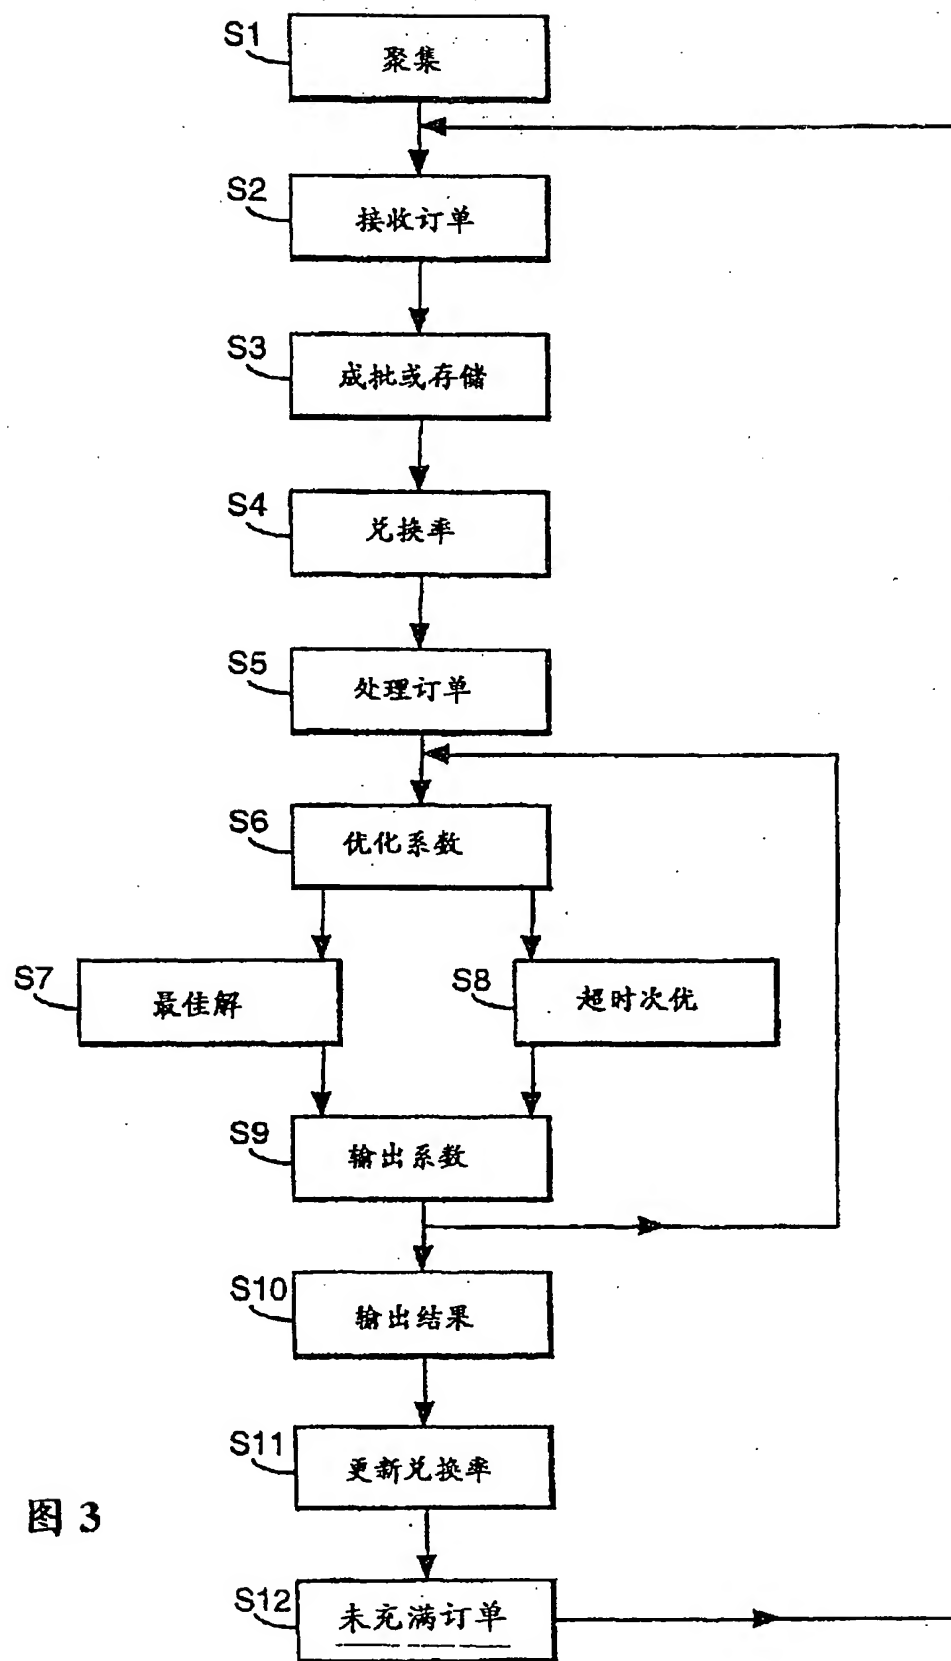 S1
聚集
S2
接收订单
S3
成批或存储
S4
兑换率
S5
处理订单
S6
优化系数
S7
最佳解
S8
超时次优
S9
输出系数
S10
输出结果
S11
更新兑换率
图 3
S12
未充满订单